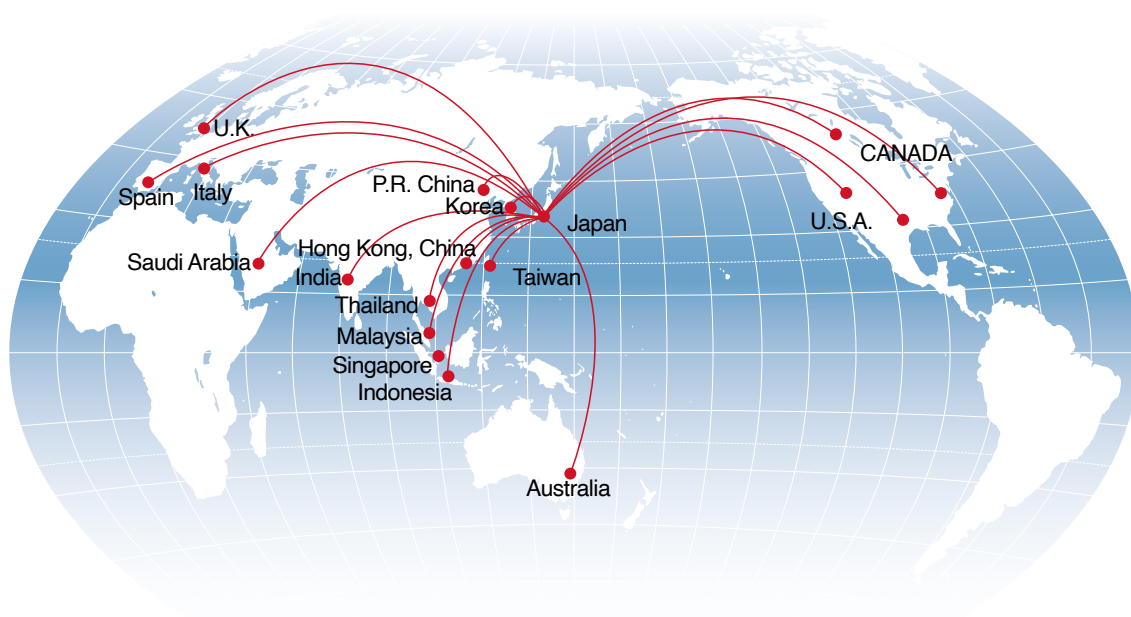 U.K.
CANADA
P.R. China
Spain
Italy
Korea
U.S.A.
Japan
Hong Kong, China
Saudi Arabia
India
Taiwan
Thailand
Malaysia
Singapore
Indonesia
Australia